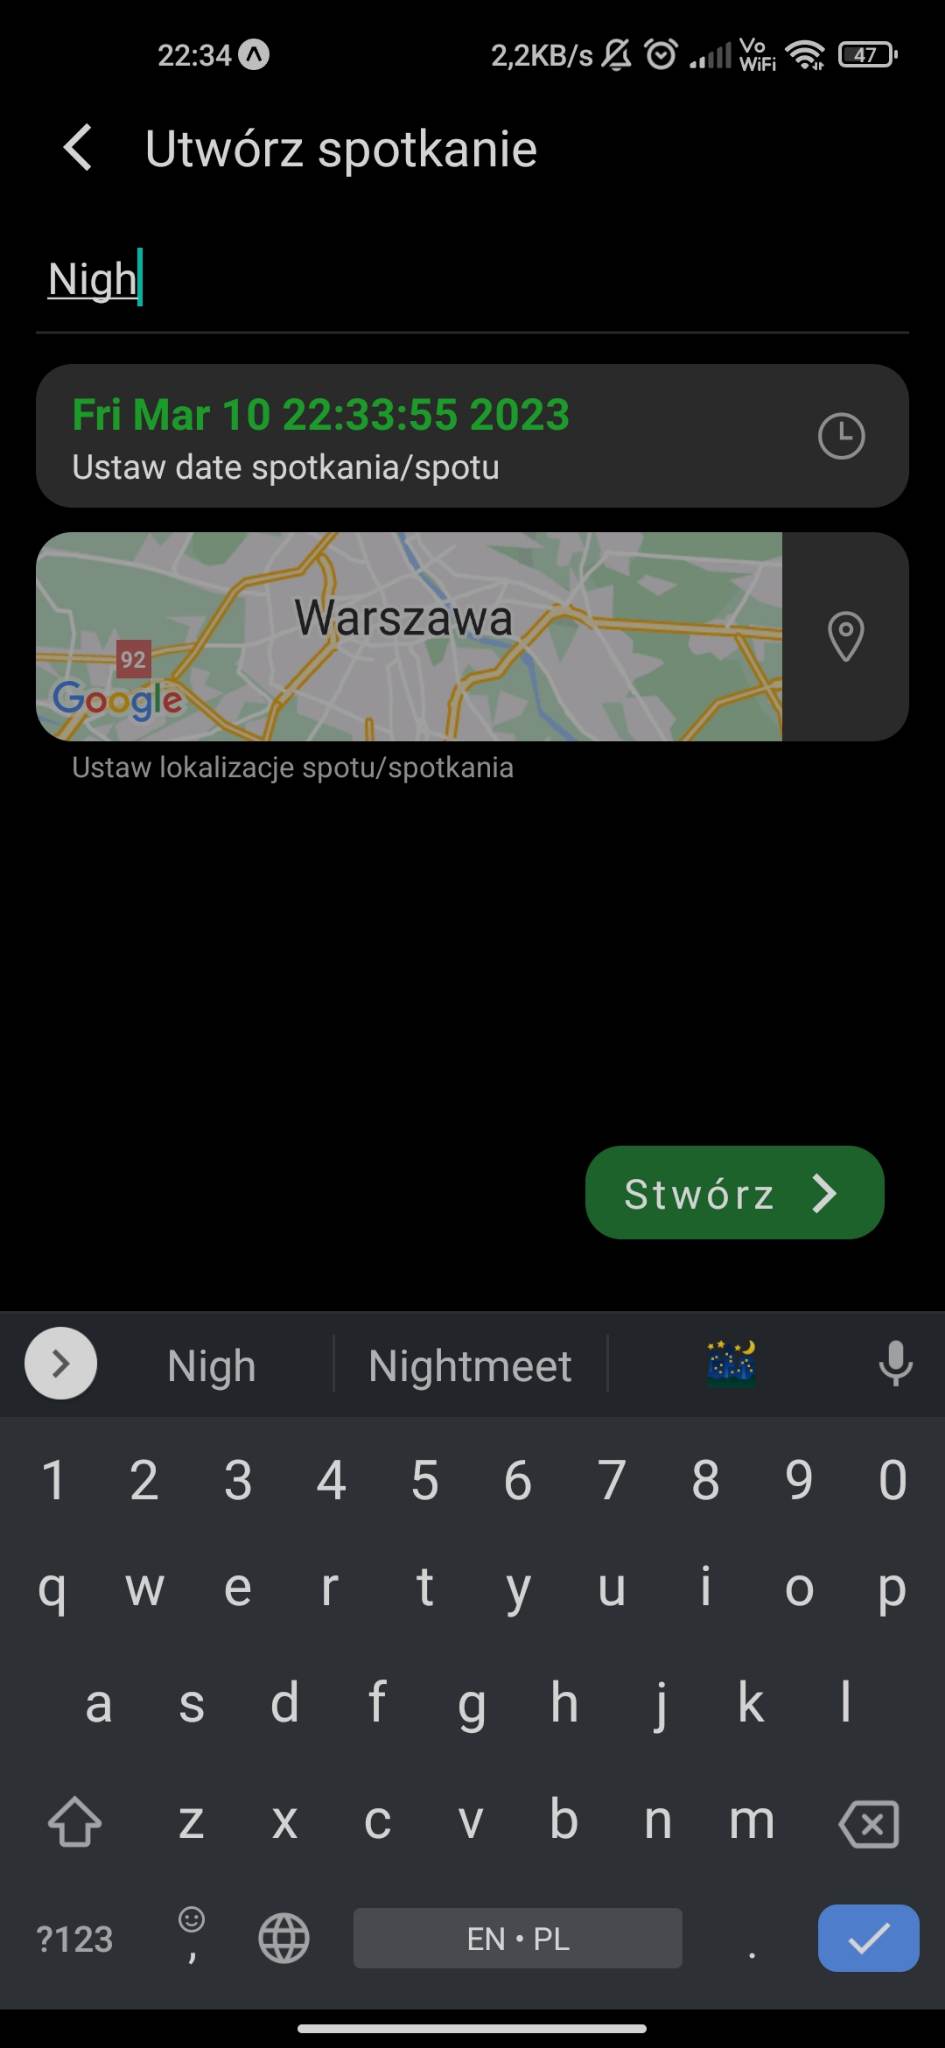 22:34 2,2KB/s Vo WiFi 47
Utwórz spotkanie
Nigh
Fri Mar 10 22:33:55 2023
Ustaw date spotkania/spotu
Warszawa
92
Google
Ustaw lokalizacje spotu/spotkania
Stwórz
Nigh Nightmeet
1 2 3 4 5 6 7 8 9 0
q w e r t y u i o p
a s d f g h j k l
z x c v b n m
?123 , EN • PL .